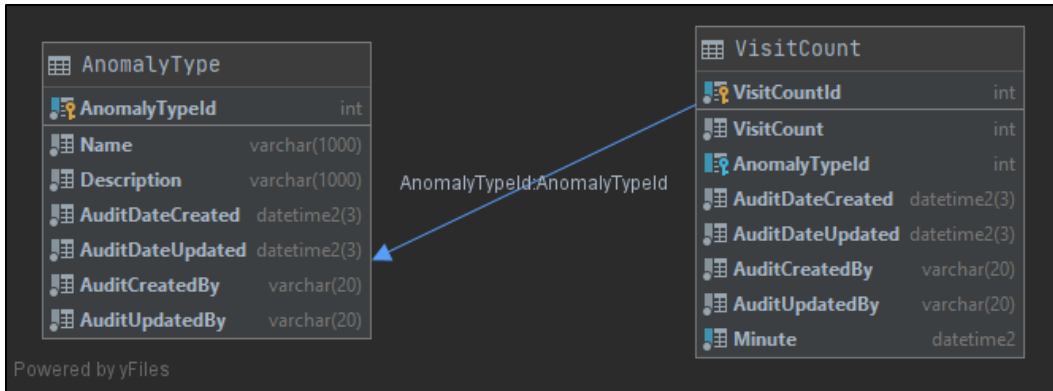 AnomalyType
AnomalyTypeId int
Name varchar(1000)
Description varchar(1000)
AuditDateCreated datetime2(3)
AuditDateUpdated datetime2(3)
AuditCreatedBy varchar(20)
AuditUpdatedBy varchar(20)
AnomalyTypeId:AnomalyTypeId
VisitCount
VisitCountId int
VisitCount int
AnomalyTypeId int
AuditDateCreated datetime2(3)
AuditDateUpdated datetime2(3)
AuditCreatedBy varchar(20)
AuditUpdatedBy varchar(20)
Minute datetime2
Powered by yFiles